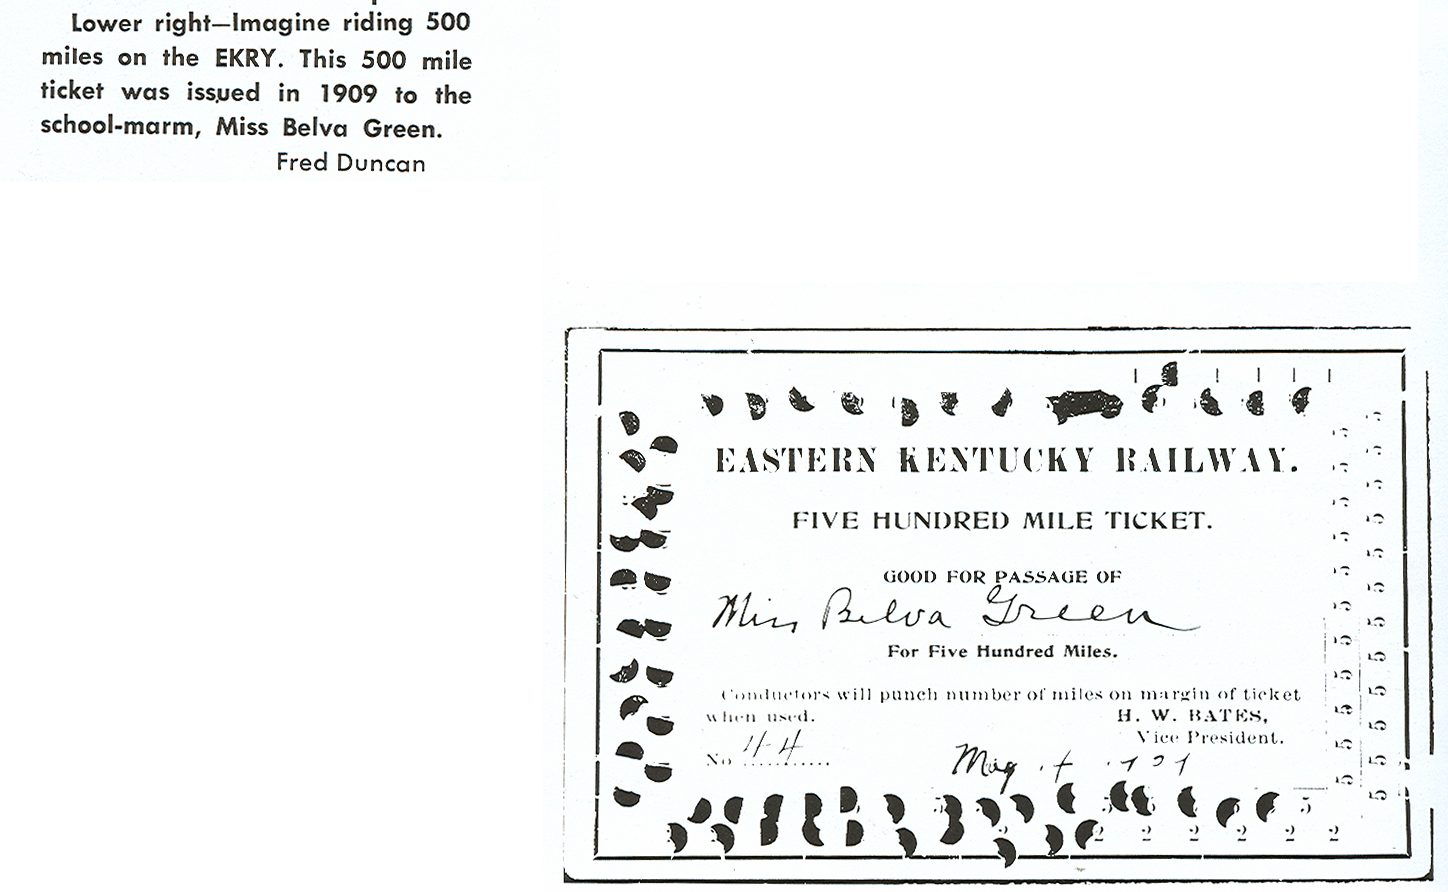 Lower right—Imagine riding 500
miles on the EKRY. This 500 mile
ticket was issued in 1909 to the
school-marm, Miss Belva Green.
Fred Duncan
EASTERN KENTUCKY RAILWAY.
FIVE HUNDRED MILE TICKET.
GOOD FOR PASSAGE OF
Miss Belva Green
For Five Hundred Miles.
Conductors will punch number of miles on margin of ticket
when used.
H. W. BATES,
Vice President.
No 44